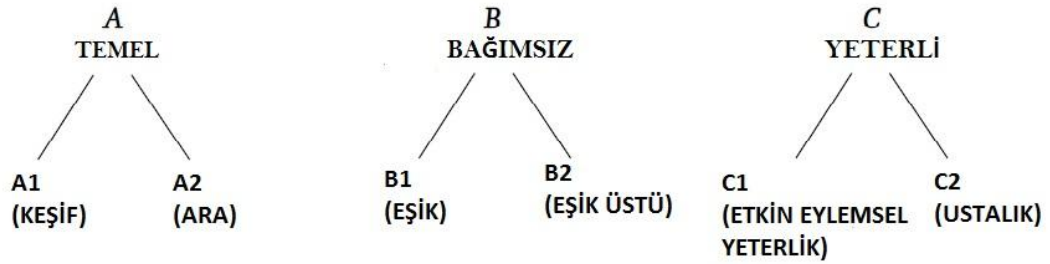 A
TEMEL
A1
(KEŞİF)
A2
(ARA)
B
BAĞIMSIZ
B1
(EŞİK)
B2
(EŞİK ÜSTÜ)
C
YETERLİ
C1
(ETKİN EYLEMSEL
YETERLİK)
C2
(USTALIK)